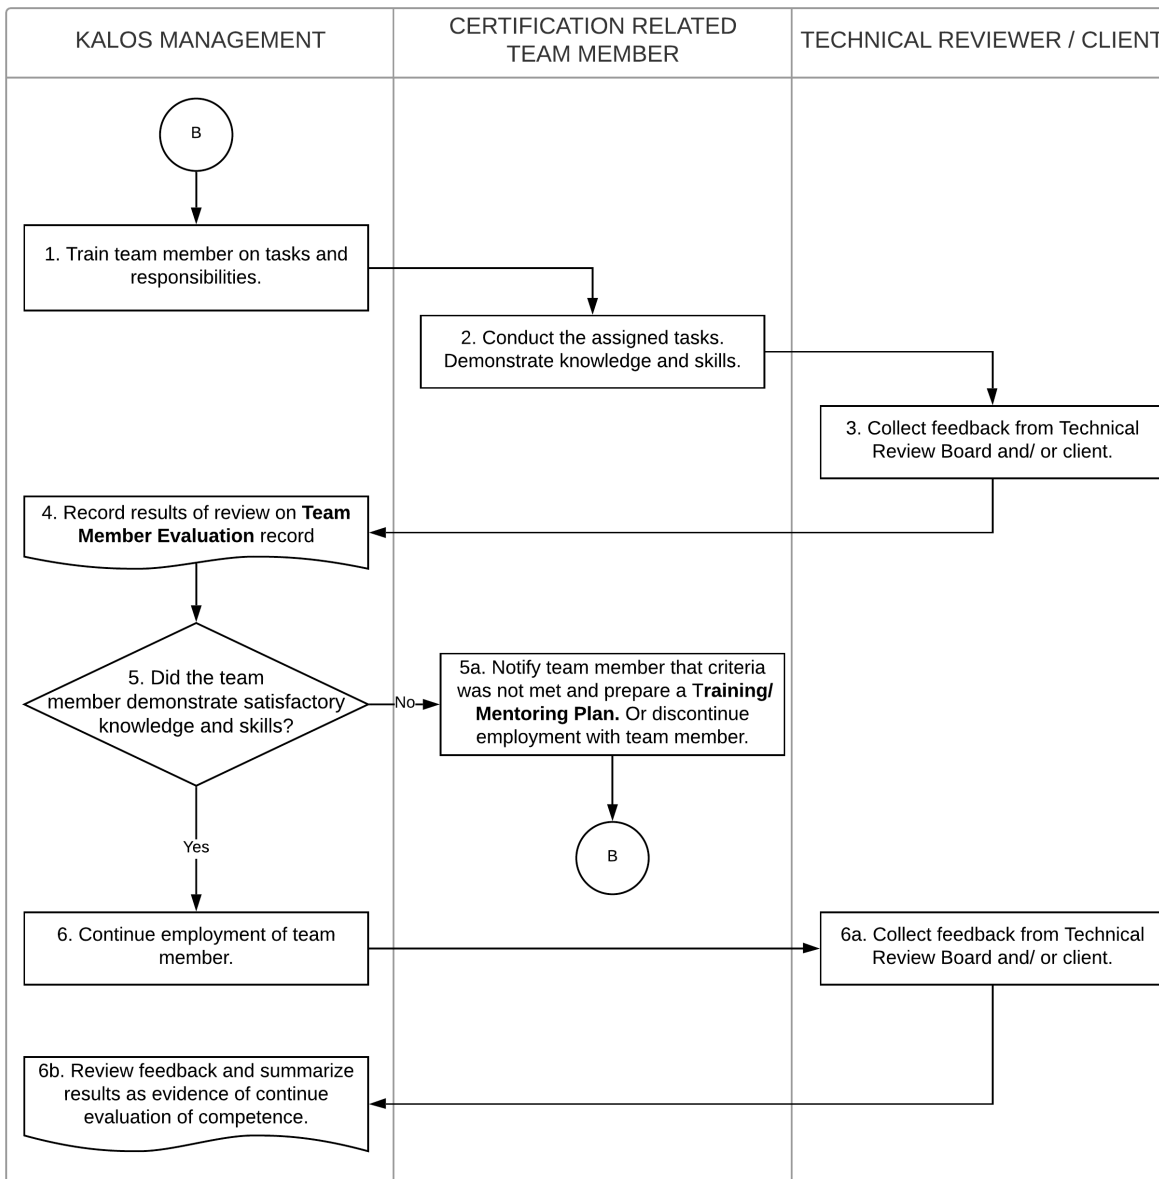 KALOS MANAGEMENT
CERTIFICATION RELATED
TEAM MEMBER
TECHNICAL REVIEWER / CLIENT
B
1. Train team member on tasks and
responsibilities.
2. Conduct the assigned tasks.
Demonstrate knowledge and skills.
3. Collect feedback from Technical
Review Board and/ or client.
4. Record results of review on Team
Member Evaluation record
5. Did the team
member demonstrate satisfactory
knowledge and skills?
No
5a. Notify team member that criteria
was not met and prepare a Training/
Mentoring Plan. Or discontinue
employment with team member.
Yes
B
6. Continue employment of team
member.
6a. Collect feedback from Technical
Review Board and/ or client.
6b. Review feedback and summarize
results as evidence of continue
evaluation of competence.